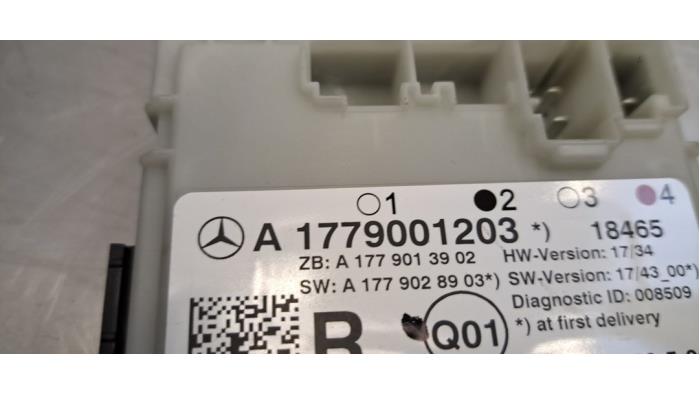 ○1 ●2 ○3 ●4
A 1779001203 *) 18465
ZB: A 177 901 39 02 HW-Version: 17/34
SW: A 177 902 89 03*) SW-Version: 17/43_00*)
Diagnostic ID: 008509
B Q01 *) at first delivery